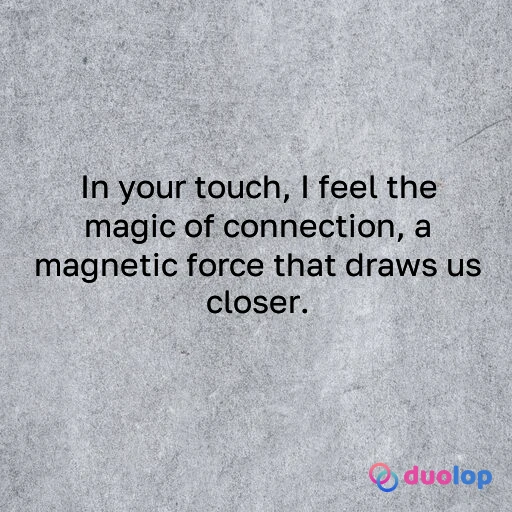 In your touch, I feel the
magic of connection, a
magnetic force that draws us
closer.
duolop